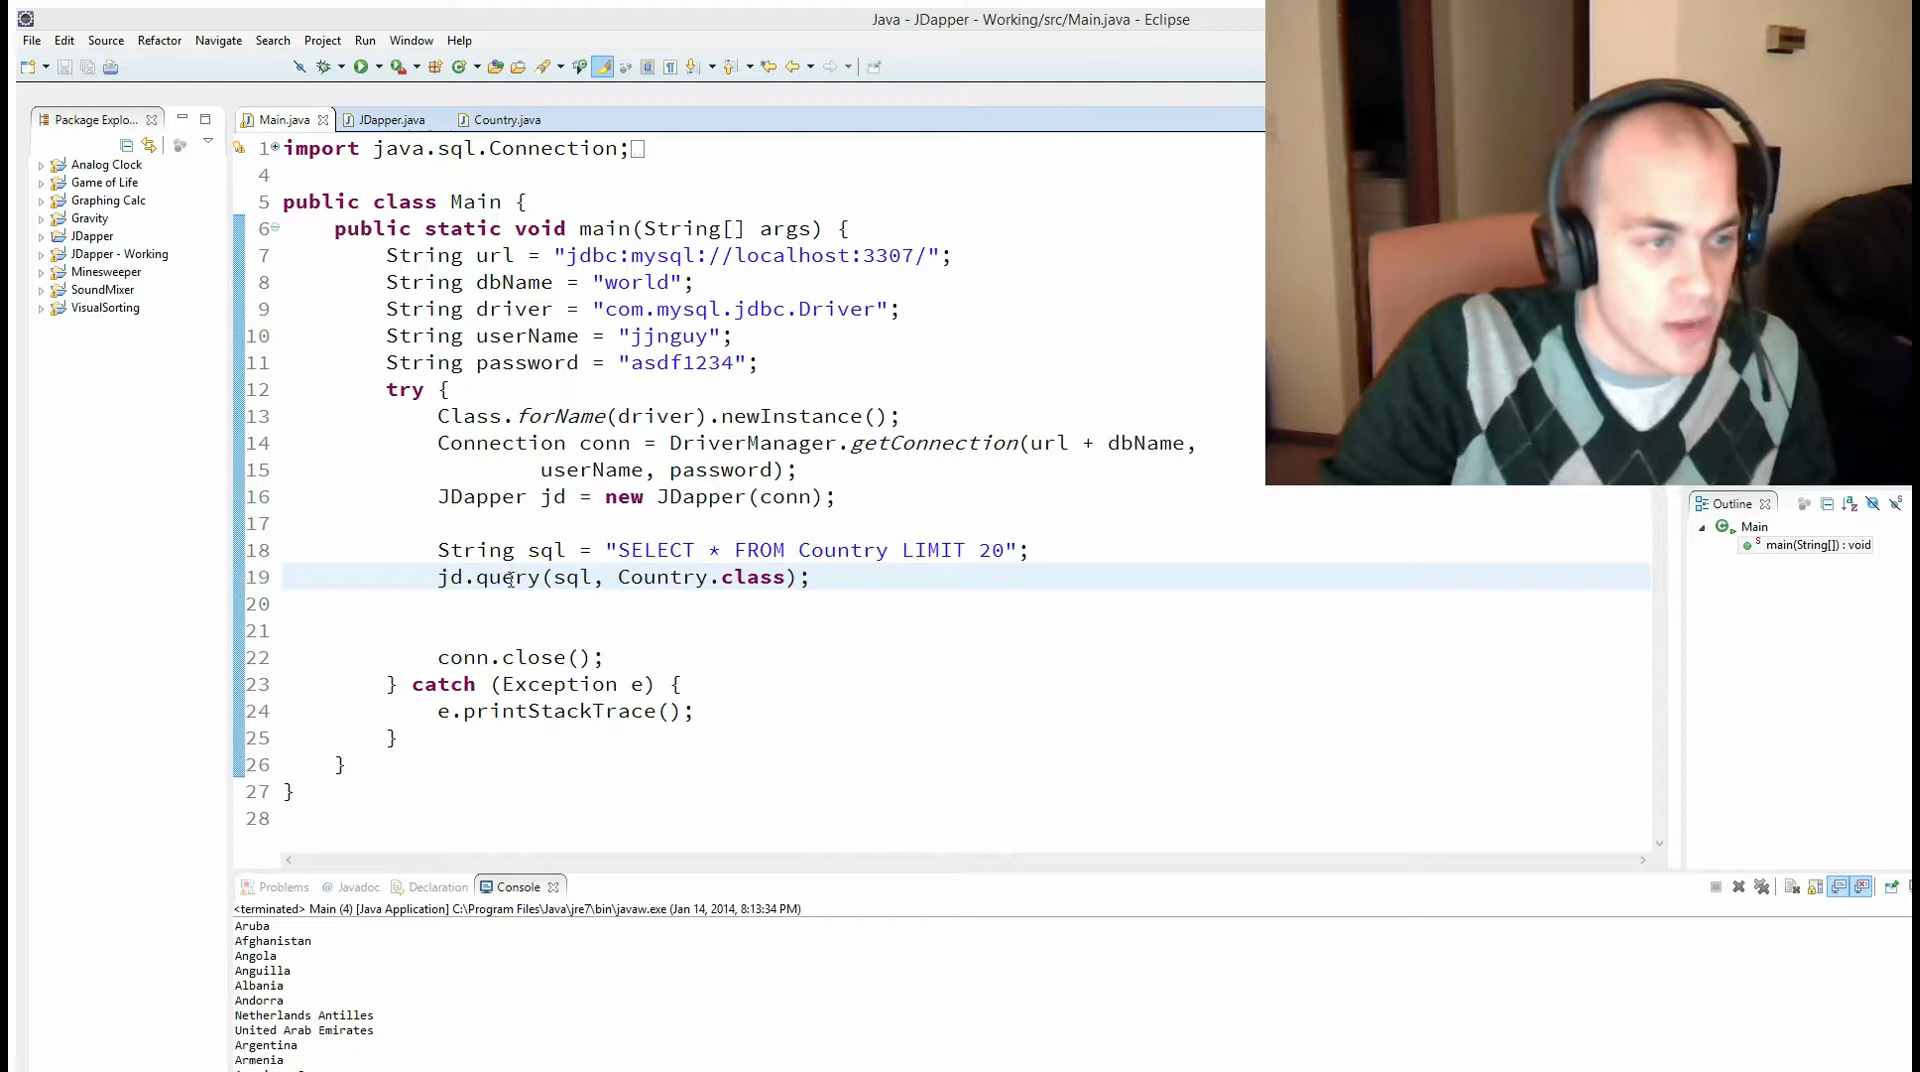 Java - JDapper - Working/src/Main.java - Eclipse
File Edit Source Refactor Navigate Search Project Run Window Help
Package Explo...
Main.java
JDapper.java
Country.java
Analog Clock
Game of Life
Graphing Calc
Gravity
JDapper
JDapper - Working
Minesweeper
SoundMixer
VisualSorting
1 import java.sql.Connection;
4
5 public class Main {
6 public static void main(String[] args) {
7 String url = "jdbc:mysql://localhost:3307/";
8 String dbName = "world";
9 String driver = "com.mysql.jdbc.Driver";
10 String userName = "jjnguy";
11 String password = "asdf1234";
12 try {
13 Class.forName(driver).newInstance();
14 Connection conn = DriverManager.getConnection(url + dbName,
15 userName, password);
16 JDapper jd = new JDapper(conn);
17
18 String sql = "SELECT * FROM Country LIMIT 20";
19 jd.query(sql, Country.class);
20
21
22 conn.close();
23 } catch (Exception e) {
24 e.printStackTrace();
25 }
26 }
27 }
28
Outline
Main
main(String[]) : void
Problems @ Javadoc Declaration Console
<terminated> Main (4) [Java Application] C:\Program Files\Java\jre7\bin\javaw.exe (Jan 14, 2014, 8:13:34 PM)
Aruba
Afghanistan
Angola
Anguilla
Albania
Andorra
Netherlands Antilles
United Arab Emirates
Argentina
Armenia